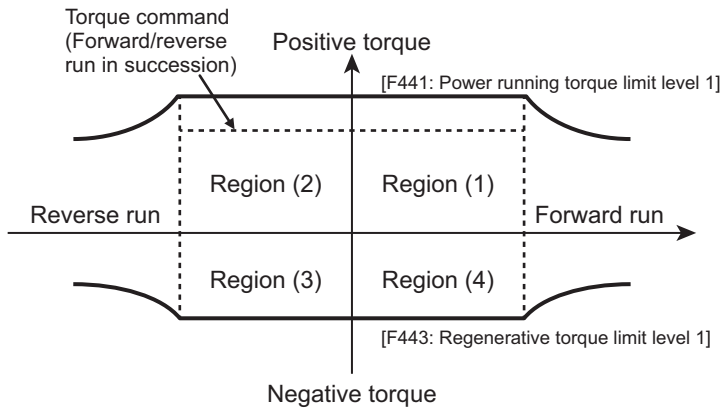 Torque command
(Forward/reverse
run in succession)
Positive torque
[F441: Power running torque limit level 1]
Region (2)
Region (1)
Reverse run
Forward run
Region (3)
Region (4)
[F443: Regenerative torque limit level 1]
Negative torque